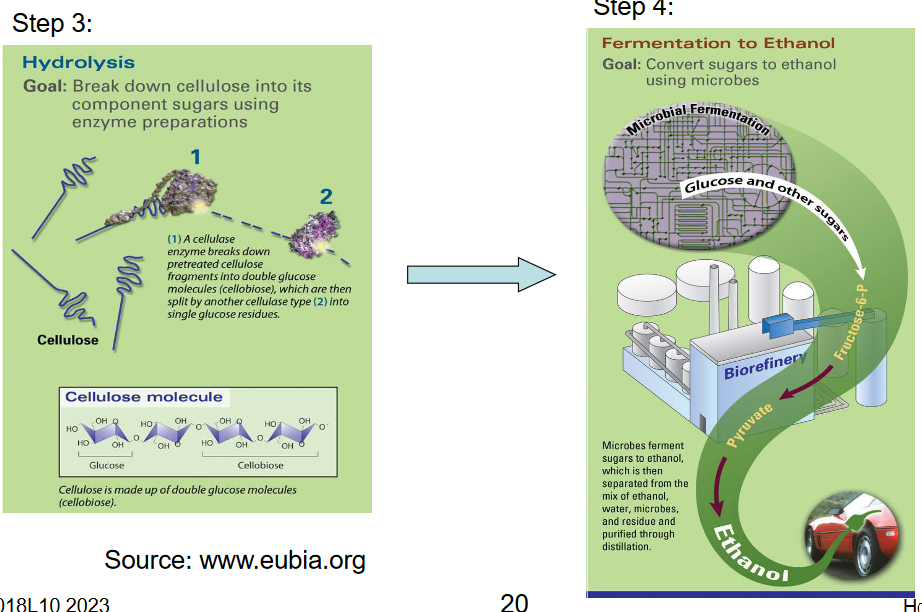 Step 3:
Hydrolysis
Goal: Break down cellulose into its
component sugars using
enzyme preparations
1
2
(1) A cellulase
enzyme breaks down
pretreated cellulose
fragments into double glucose
molecules (cellobiose), which are then
split by another cellulase type (2) into
single glucose residues.
Cellulose
Cellulose molecule
HO OH O HO OH OH O HO OH O
HO OH O OH O HO OH O OH
Glucose Cellobiose
Cellulose is made up of double glucose molecules
(cellobiose).
Source: www.eubia.org
Step 4:
Fermentation to Ethanol
Goal: Convert sugars to ethanol
using microbes
Microbial Fermentation
Glucose and other sugars
Fructose-6-P
Biorefinery
Pyruvate
Microbes ferment
sugars to ethanol,
which is then
separated from the
mix of ethanol,
water, microbes,
and residue and
purified through
distillation.
Ethanol
018L10 2023
20
Ho